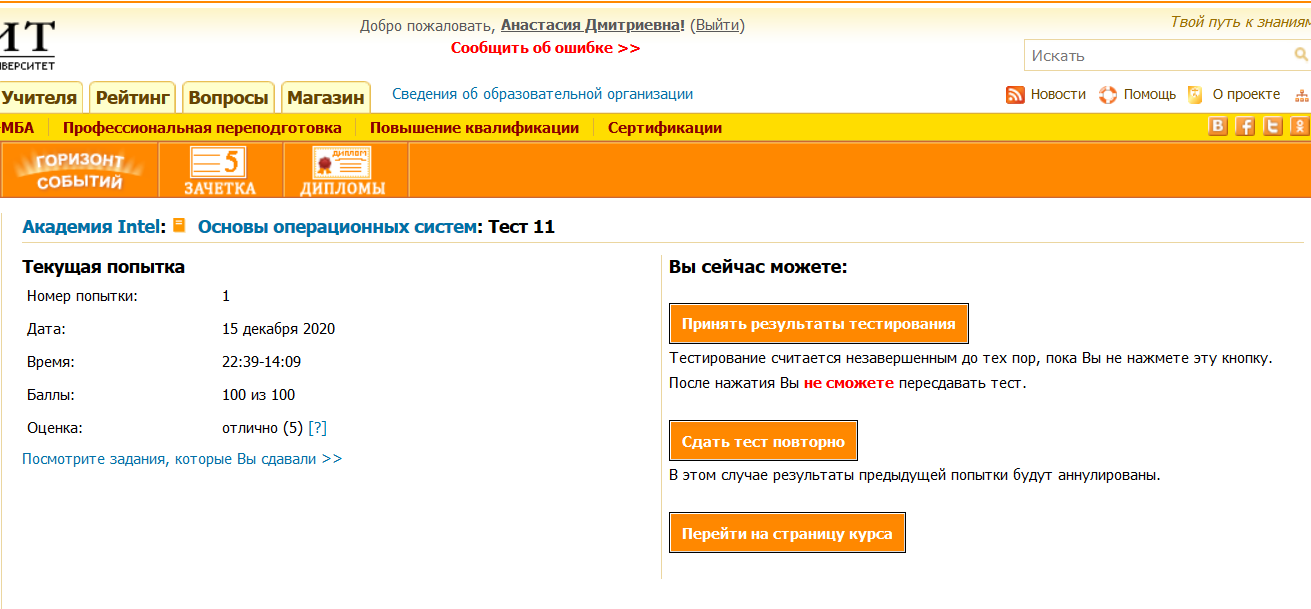 ИТ
Добро пожаловать, Анастасия Дмитриевна! (Выйти)
Твой путь к знаниям
Сообщить об ошибке >>
Искать
Учителя Рейтинг Вопросы Магазин Сведения об образовательной организации
Новости Помощь О проекте
МБА Профессиональная переподготовка Повышение квалификации Сертификации
ГОРИЗОНТ
СОБЫТИЙ
5
ЗАЧЕТКА
ДИПЛОМ
ДИПЛОМЫ
Академия Intel: Основы операционных систем: Тест 11
Текущая попытка
Номер попытки: 1
Дата: 15 декабря 2020
Время: 22:39-14:09
Баллы: 100 из 100
Оценка: отлично (5) [?]
Посмотрите задания, которые Вы сдавали >>
Вы сейчас можете:
Принять результаты тестирования
Тестирование считается незавершенным до тех пор, пока Вы не нажмете эту кнопку.
После нажатия Вы не сможете пересдавать тест.
Сдать тест повторно
В этом случае результаты предыдущей попытки будут аннулированы.
Перейти на страницу курса